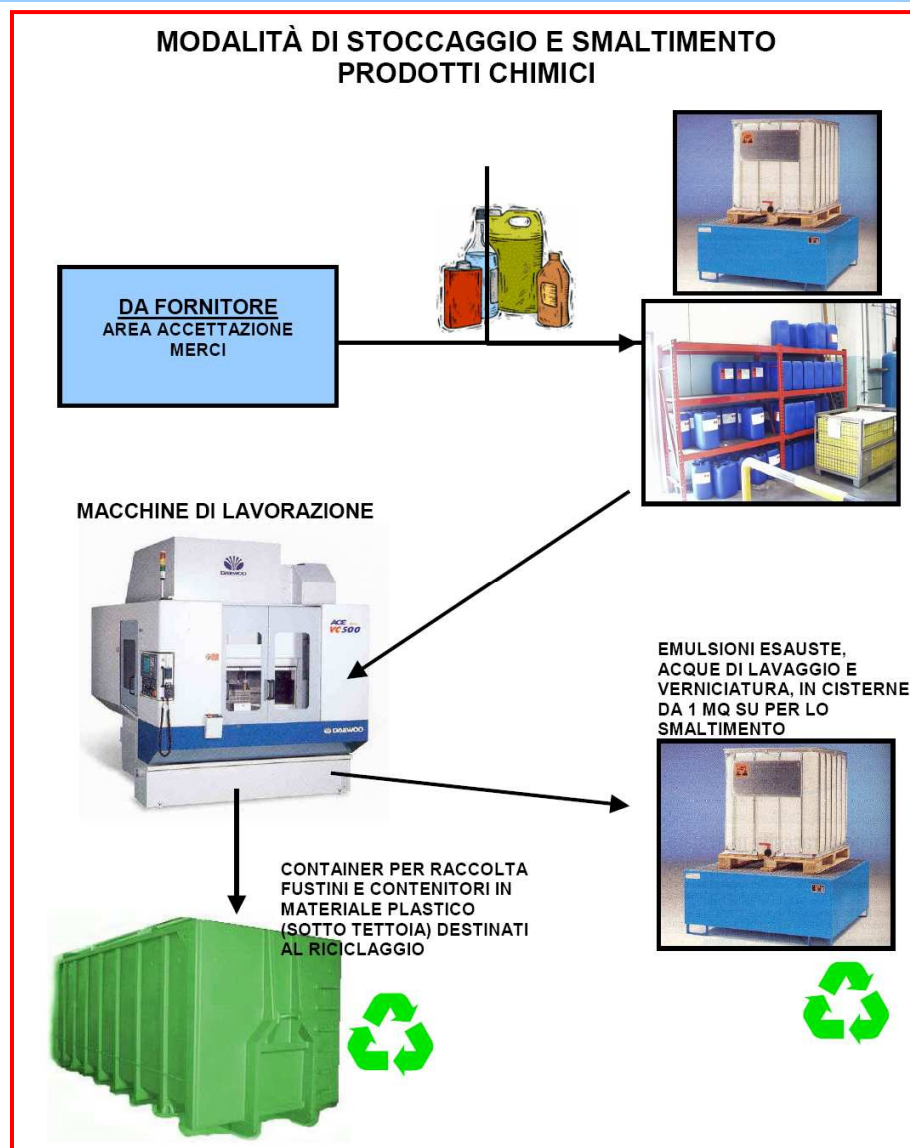 MODALITÀ DI STOCCAGGIO E SMALTIMENTO
PRODOTTI CHIMICI
DA FORNITORE
AREA ACCETTAZIONE
MERCI
MACCHINE DI LAVORAZIONE
DAEWOO
ACE
VC500
DAEWOO
EMULSIONI ESAUSTE,
ACQUE DI LAVAGGIO E
VERNICIATURA, IN CISTERNE
DA 1 MQ SU PER LO
SMALTIMENTO
CONTAINER PER RACCOLTA
FUSTINI E CONTENITORI IN
MATERIALE PLASTICO
(SOTTO TETTOIA) DESTINATI
AL RICICLAGGIO